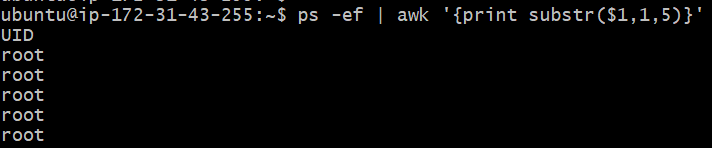 ubuntu@ip-172-31-43-255:~$ ps -ef | awk '{print substr($1,1,5)}'
UID
root
root
root
root
root